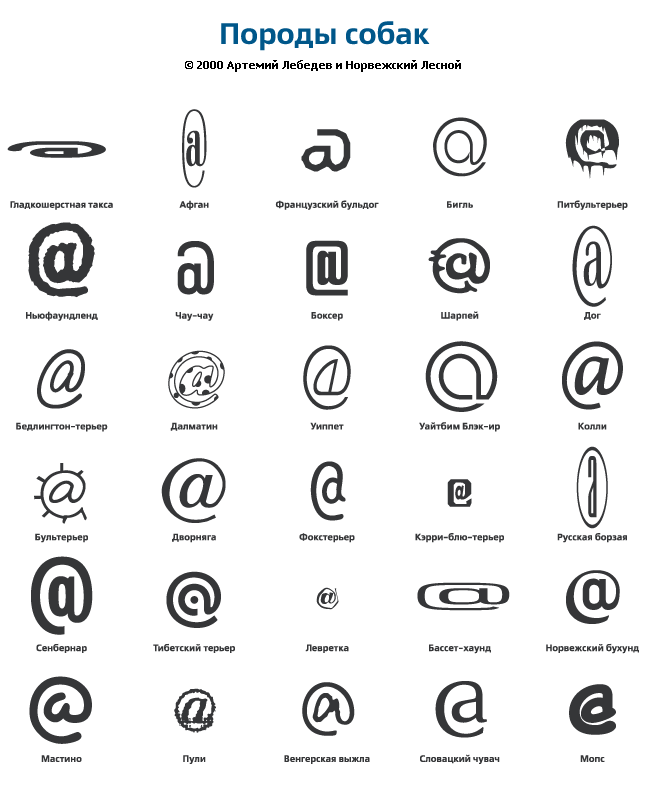 Породы собак
© 2000 Артемий Лебедев и Норвежский Лесной
@ @ @ @ @
Гладкошерстная такса Афган Французский бульдог Бигль Питбультерьер
@ @ @ @ @
Ньюфаундленд Чау-чау Боксер Шарпей Дог
@ @ @ @ @
Бедлингтон-терьер Далматин Уиппет Уайтбим Блэк-ир Колли
@ @ @ @ @
Бультерьер Дворняга Фокстерьер Кэрри-блю-терьер Русская борзая
@ @ @ @ @
Сенбернар Тибетский терьер Левретка Бассет-хаунд Норвежский бухунд
@ @ @ @ @
Мастино Пули Венгерская выжла Словацкий чувач Мопс